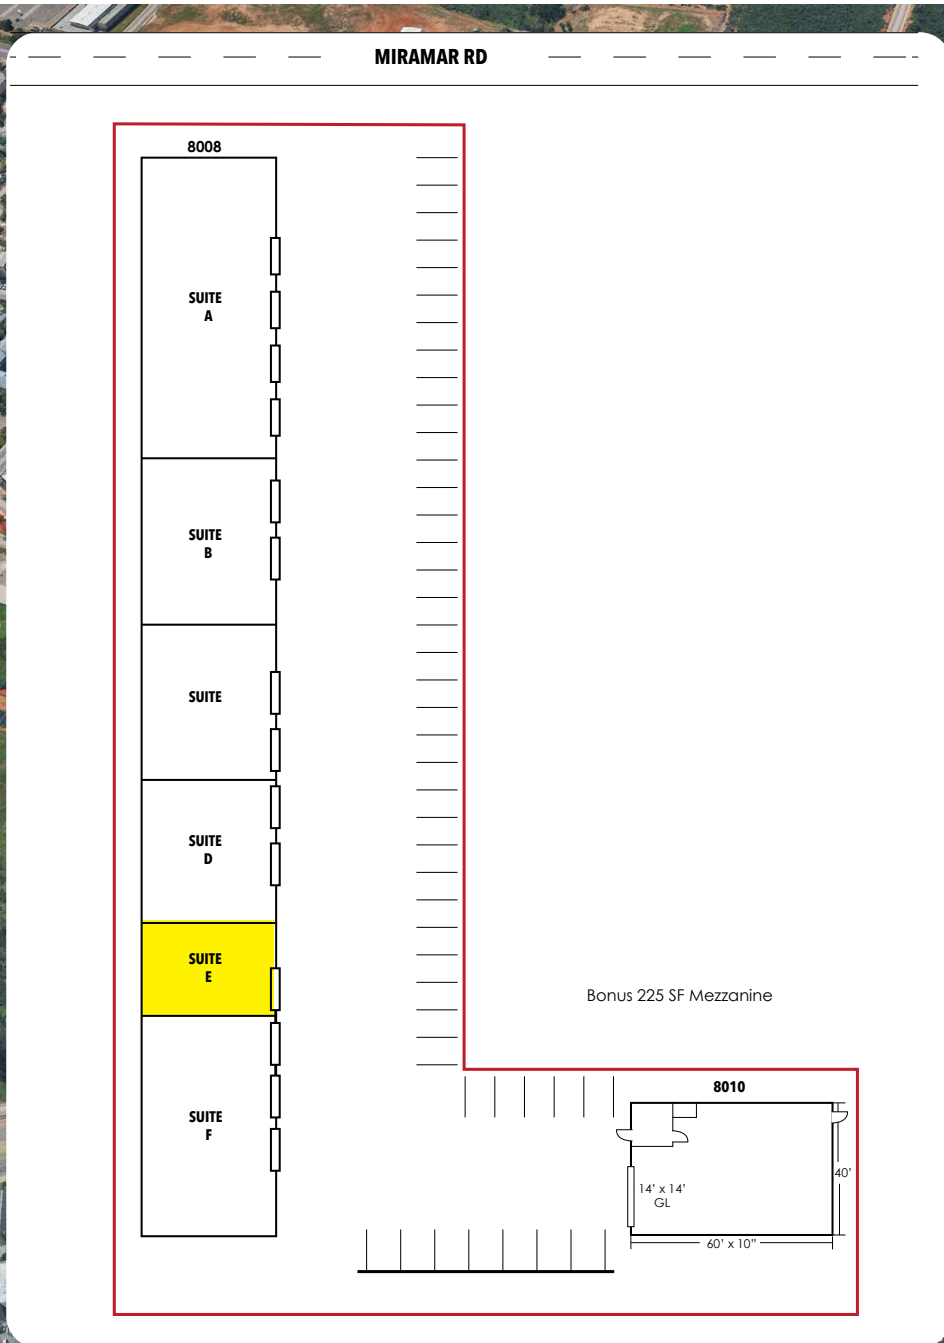 MIRAMAR RD
8008
SUITE
A
SUITE
B
SUITE
SUITE
D
SUITE
E
Bonus 225 SF Mezzanine
SUITE
F
8010
14’ x 14’
GL
40’
60’ x 10”